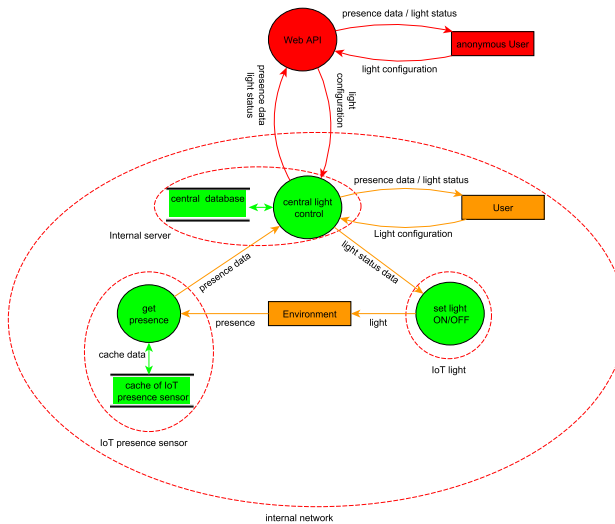 presence data / light status
Web API
anonymous User
light configuration
presence data
light status
light
configuration
presence data / light status
central database
central light
control
User
Internal server
Light configuration
presence data
light status data
get
presence
Environment
set light
ON/OFF
presence
light
cache data
IoT light
cache of IoT
presence sensor
IoT presence sensor
internal network